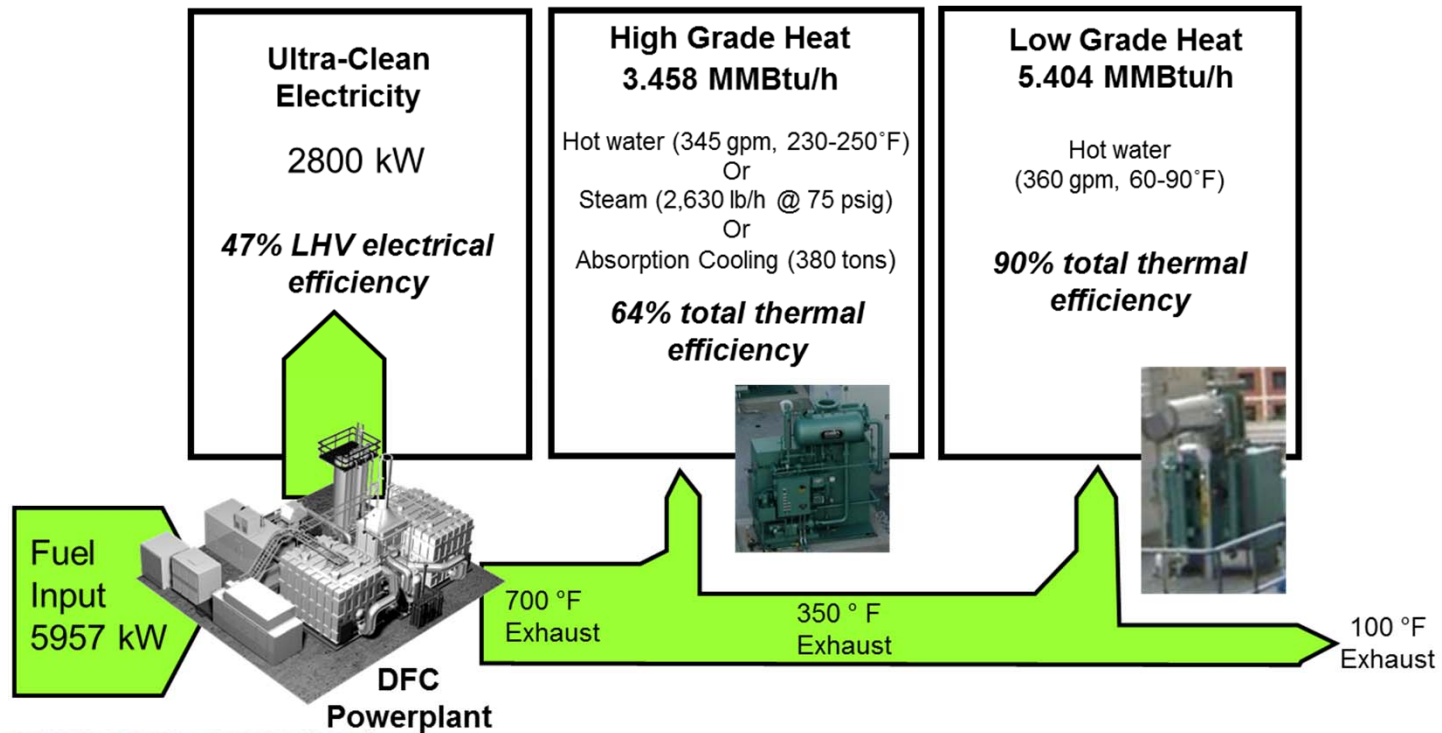 Ultra-Clean
Electricity
2800 kW
47% LHV electrical
efficiency
High Grade Heat
3.458 MMBtu/h
Hot water (345 gpm, 230-250˚F)
Or
Steam (2,630 lb/h @ 75 psig)
Or
Absorption Cooling (380 tons)
64% total thermal
efficiency
Low Grade Heat
5.404 MMBtu/h
Hot water
(360 gpm, 60-90˚F)
90% total thermal
efficiency
Fuel
Input
5957 kW
DFC
Powerplant
700 °F
Exhaust
350 ° F
Exhaust
100 °F
Exhaust